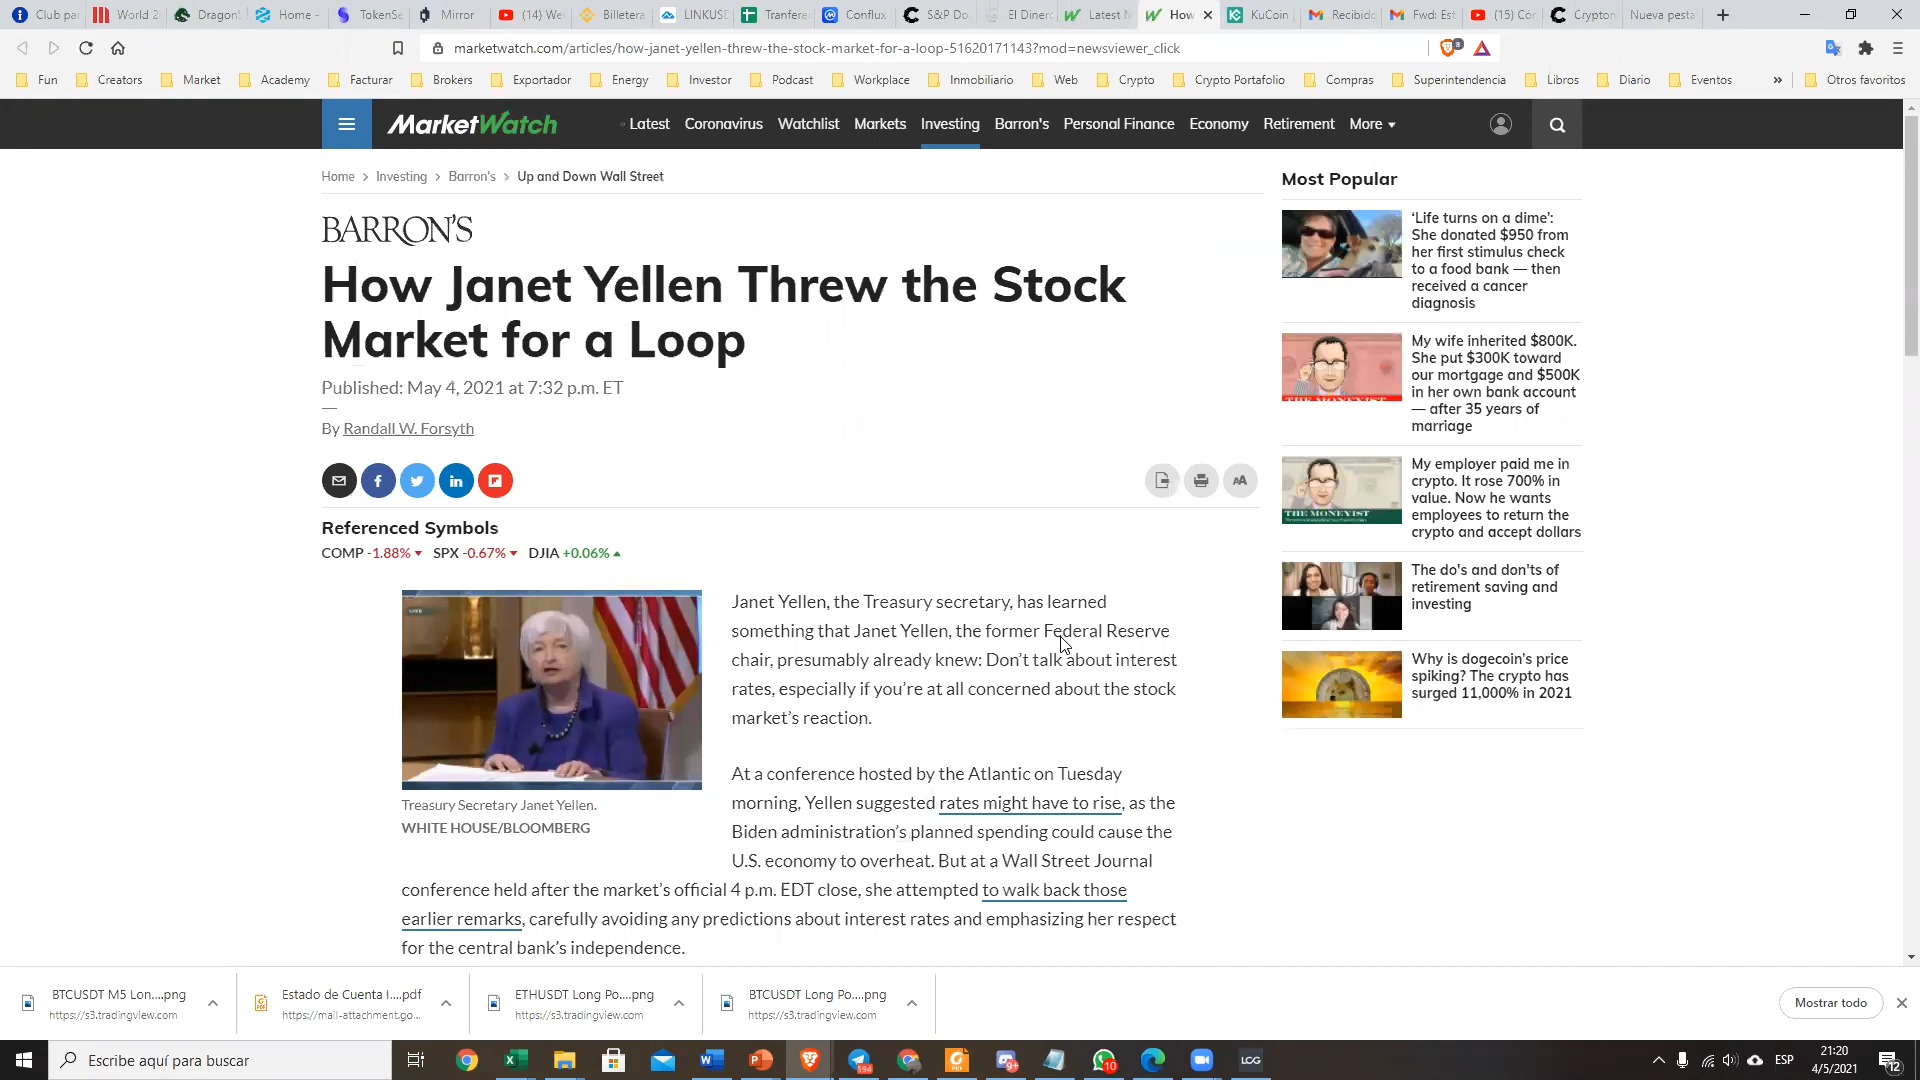 Club par
World 2
Dragon
Home -
TokenSe
Mirror
(14) We
Billetera
LINKUSD
Tranfere
Conflux
S&P Do
El Dinero
Latest M
How
KuCoin
Recibido
Fwd: Est
(15) Cór
Crypton
Nueva pesta
marketwatch.com/articles/how-janet-yellen-threw-the-stock-market-for-a-loop-51620171143?mod=newsviewer_click
8
Fun
Creators
Market
Academy
Facturar
Brokers
Exportador
Energy
Investor
Podcast
Workplace
Inmobiliario
Web
Crypto
Crypto Portafolio
Compras
Superintendencia
Libros
Diario
Eventos
»
Otros favoritos
MarketWatch
Latest
Coronavirus
Watchlist
Markets
Investing
Barron's
Personal Finance
Economy
Retirement
More
Home > Investing > Barron's > Up and Down Wall Street
BARRON'S
How Janet Yellen Threw the Stock
Market for a Loop
Published: May 4, 2021 at 7:32 p.m. ET
By Randall W. Forsyth
AA
Referenced Symbols
COMP -1.88% SPX -0.67% DJIA +0.06%
LIVE
Treasury Secretary Janet Yellen.
WHITE HOUSE/BLOOMBERG
Janet Yellen, the Treasury secretary, has learned
something that Janet Yellen, the former Federal Reserve
chair, presumably already knew: Don't talk about interest
rates, especially if you're at all concerned about the stock
market's reaction.
At a conference hosted by the Atlantic on Tuesday
morning, Yellen suggested rates might have to rise, as the
Biden administration's planned spending could cause the
U.S. economy to overheat. But at a Wall Street Journal
conference held after the market's official 4 p.m. EDT close, she attempted to walk back those
earlier remarks, carefully avoiding any predictions about interest rates and emphasizing her respect
for the central bank's independence.
Most Popular
'Life turns on a dime':
She donated $950 from
her first stimulus check
to a food bank — then
received a cancer
diagnosis
THE MONEYIST
My wife inherited $800K.
She put $300K toward
our mortgage and $500K
in her own bank account
— after 35 years of
marriage
THE MONEYIST
My employer paid me in
crypto. It rose 700% in
value. Now he wants
employees to return the
crypto and accept dollars
The do's and don'ts of
retirement saving and
investing
Why is dogecoin's price
spiking? The crypto has
surged 11,000% in 2021
BTCUSDT M5 Lon....png
https://s3.tradingview.com
Estado de Cuenta I....pdf
https://mail-attachment.go...
ETHUSDT Long Po....png
https://s3.tradingview.com
BTCUSDT Long Po....png
https://s3.tradingview.com
Mostrar todo
Escribe aquí para buscar
594
9+
10
LCG
ESP
21:20
4/5/2021
12